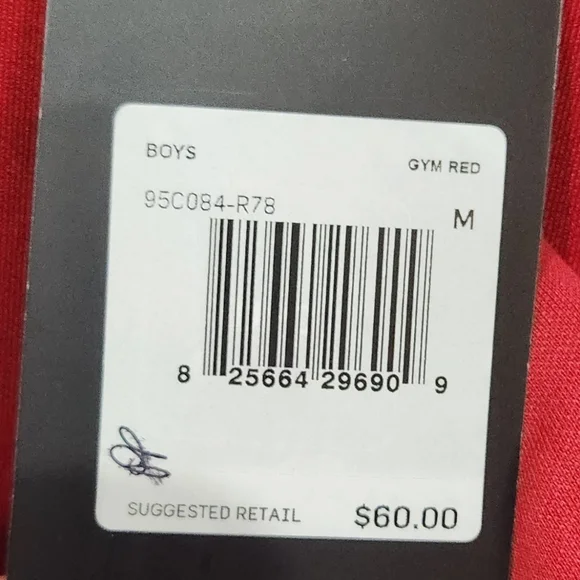 BOYS
GYM RED
95C084-R78
M
8 25664 29690 9
SUGGESTED RETAIL $60.00